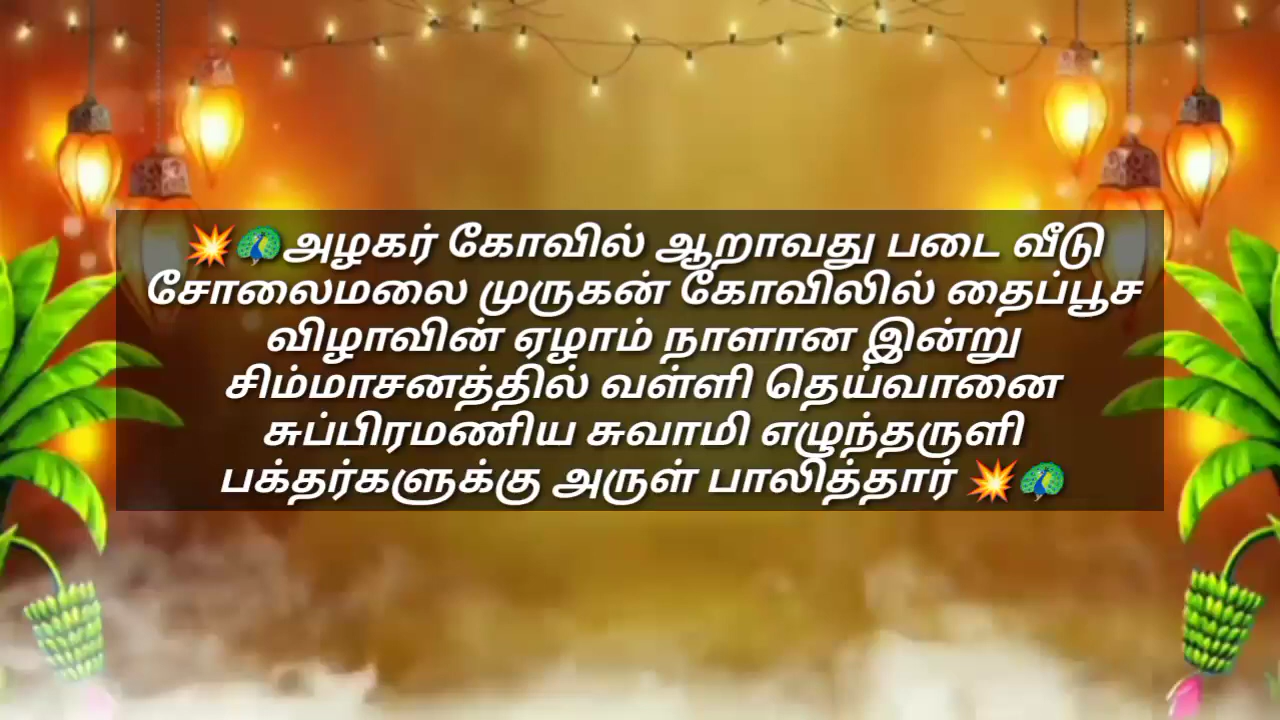 💥🦚அழகர் கோவில் ஆறாவது படை வீடு
சோலைமலை முருகன் கோவிலில் தைப்பூச
விழாவின் ஏழாம் நாளான இன்று
சிம்மாசனத்தில் வள்ளி தெய்வானை
சுப்பிரமணிய சுவாமி எழுந்தருளி
பக்தர்களுக்கு அருள் பாலித்தார் 💥🦚